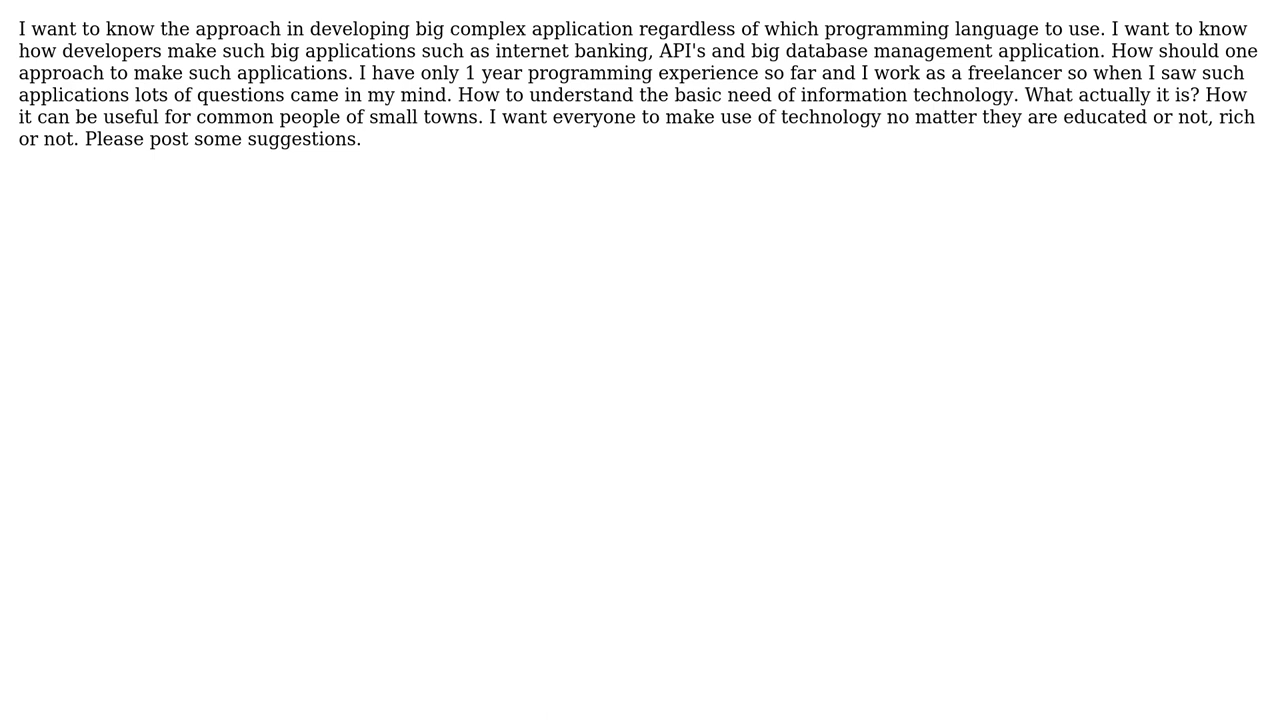 I want to know the approach in developing big complex application regardless of which programming language to use. I want to know
how developers make such big applications such as internet banking, API's and big database management application. How should one
approach to make such applications. I have only 1 year programming experience so far and I work as a freelancer so when I saw such
applications lots of questions came in my mind. How to understand the basic need of information technology. What actually it is? How
it can be useful for common people of small towns. I want everyone to make use of technology no matter they are educated or not, rich
or not. Please post some suggestions.